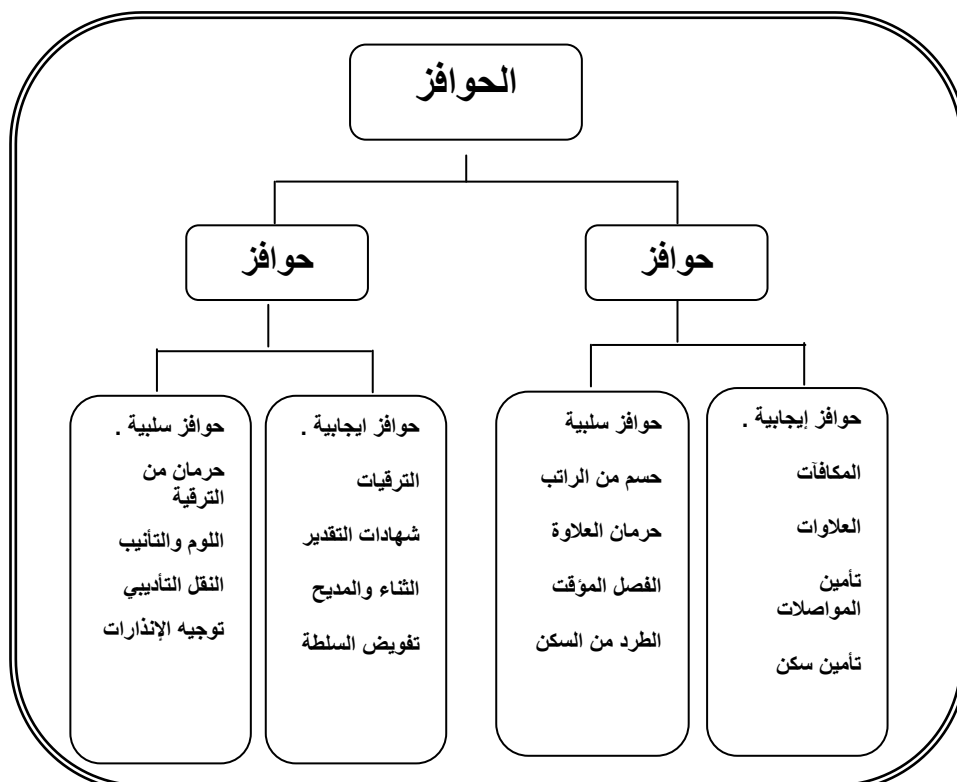 الحوافز
حوافز
حوافز
حوافز إيجابية .
المكافآت
العلاوات
تأمين
المواصلات
تأمين سكن
حوافز سلبية
حسم من الراتب
حرمان العلاوة
الفصل المؤقت
الطرد من السكن
حوافز ايجابية .
الترقيات
شهادات التقدير
الثناء والمديح
تفويض السلطة
حوافز سلبية .
حرمان من
الترقية
اللوم والتأنيب
النقل التأديبي
توجيه الإنذارات